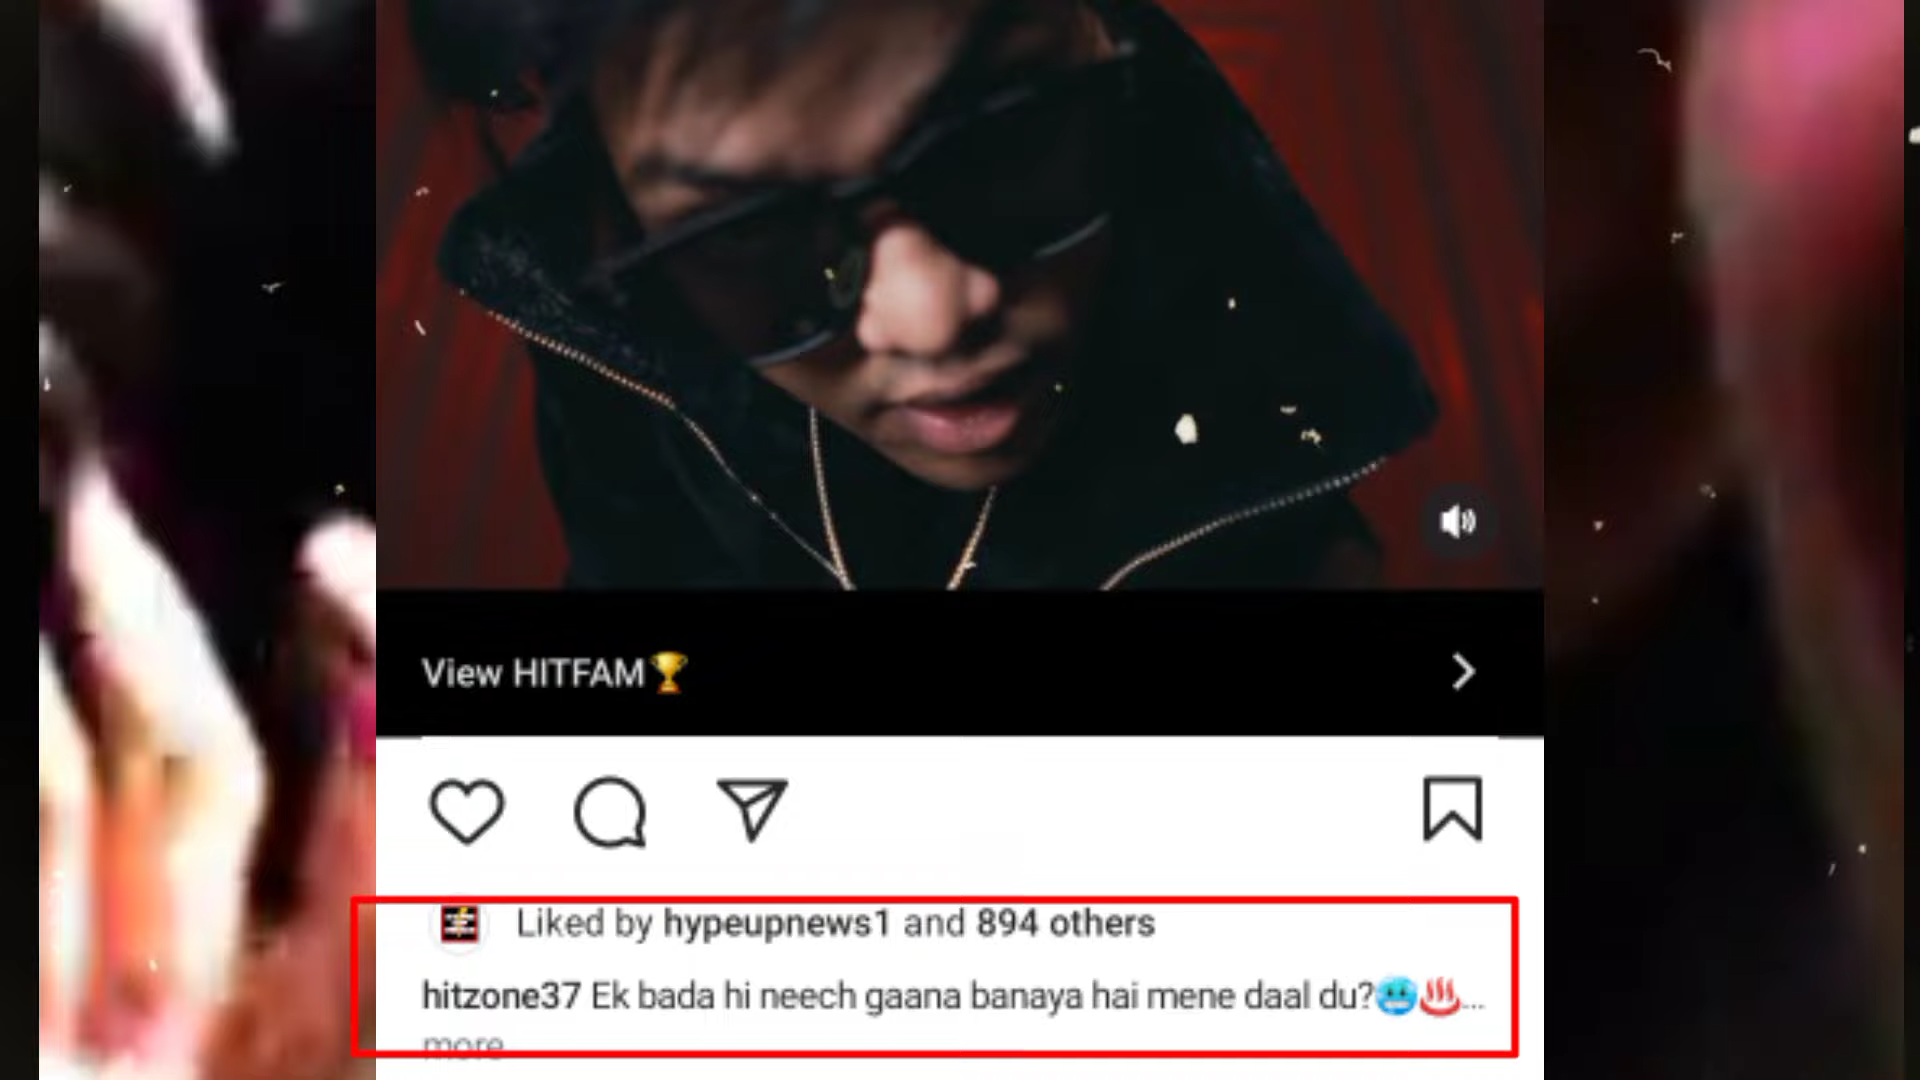 View HITFAM🏆
Liked by hypeupnews1 and 894 others
hitzone37 Ek bada hi neech gaana banaya hai mene daal du?🥶♨️...
more